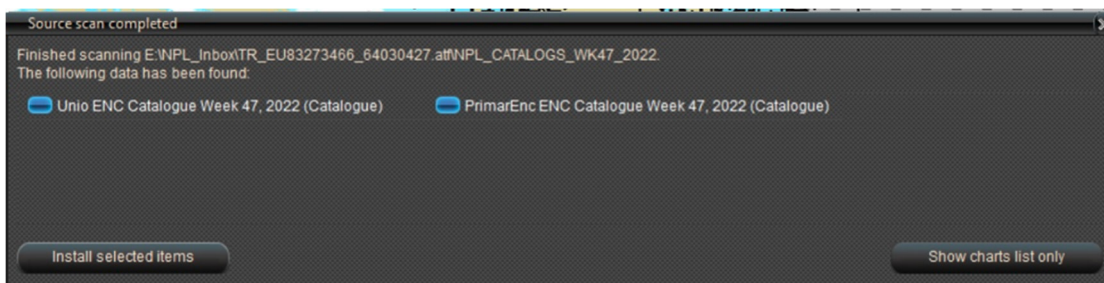 Source scan completed
Finished scanning E:\NPL_Inbox\TR_EU83273466_64030427.atf\NPL_CATALOGS_WK47_2022.
The following data has been found:
Unio ENC Catalogue Week 47, 2022 (Catalogue)
PrimarEnc ENC Catalogue Week 47, 2022 (Catalogue)
Install selected items
Show charts list only